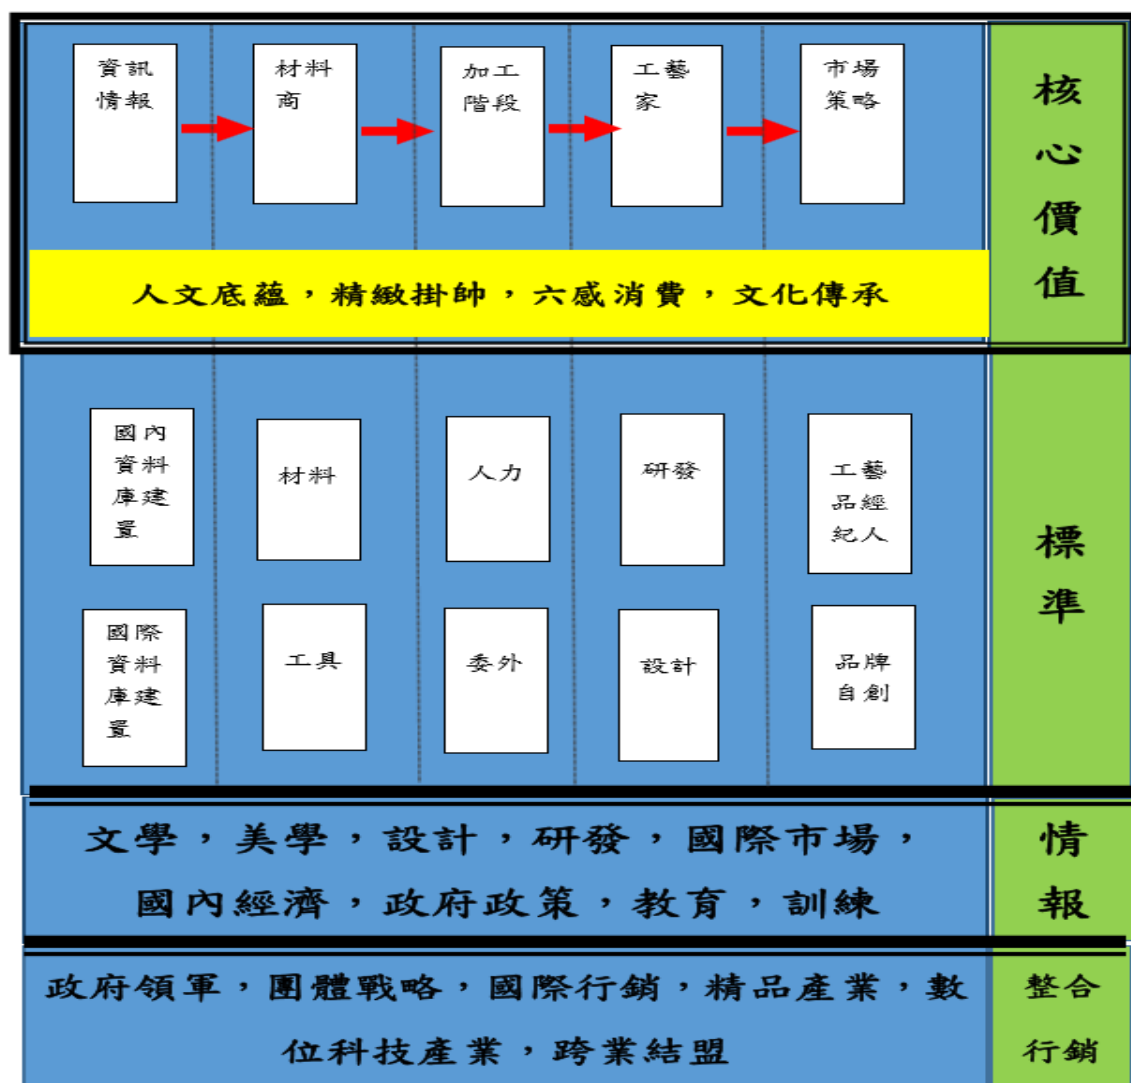 資訊
情報
材料
商
加工
階段
工藝
家
市場
策略
核
心
價
值
人文底蘊，精緻掛帥，六感消費，文化傳承
國內
資料
庫建
置
材料
人力
研發
工藝
品經
紀人
標
準
國際
資料
庫建
置
工具
委外
設計
品牌
自創
文學，美學，設計，研發，國際市場，
國內經濟，政府政策，教育，訓練
情
報
政府領軍，團體戰略，國際行銷，精品產業，數
位科技產業，跨業結盟
整合
行銷